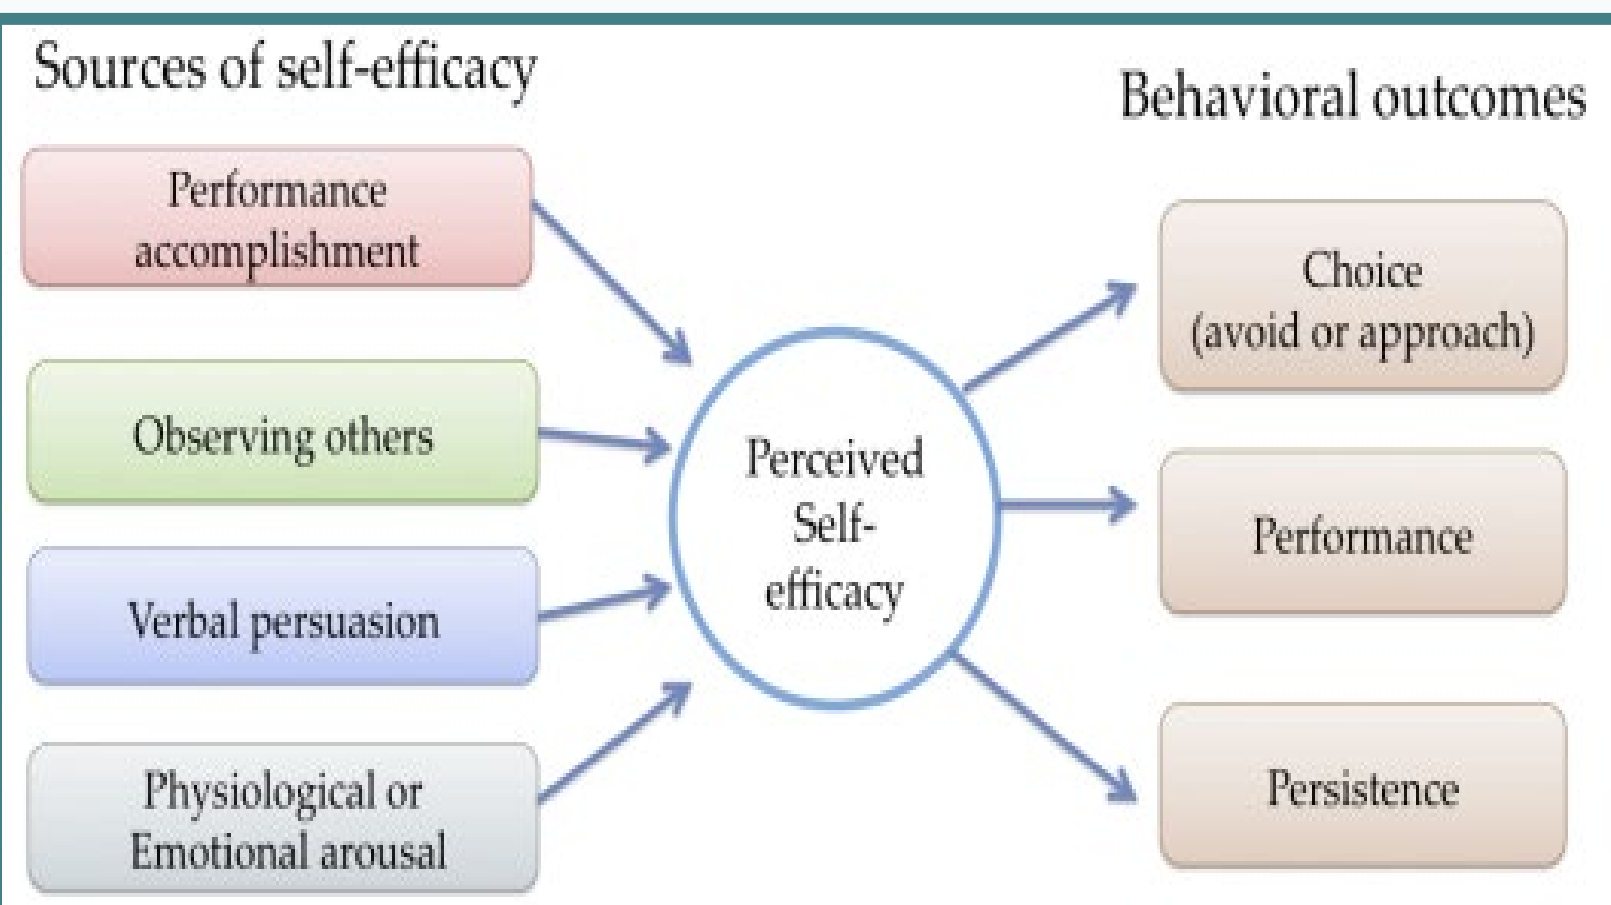 Sources of self-efficacy
Behavioral outcomes
Performance
accomplishment
Observing others
Verbal persuasion
Physiological or
Emotional arousal
Perceived
Self-
efficacy
Choice
(avoid or approach)
Performance
Persistence